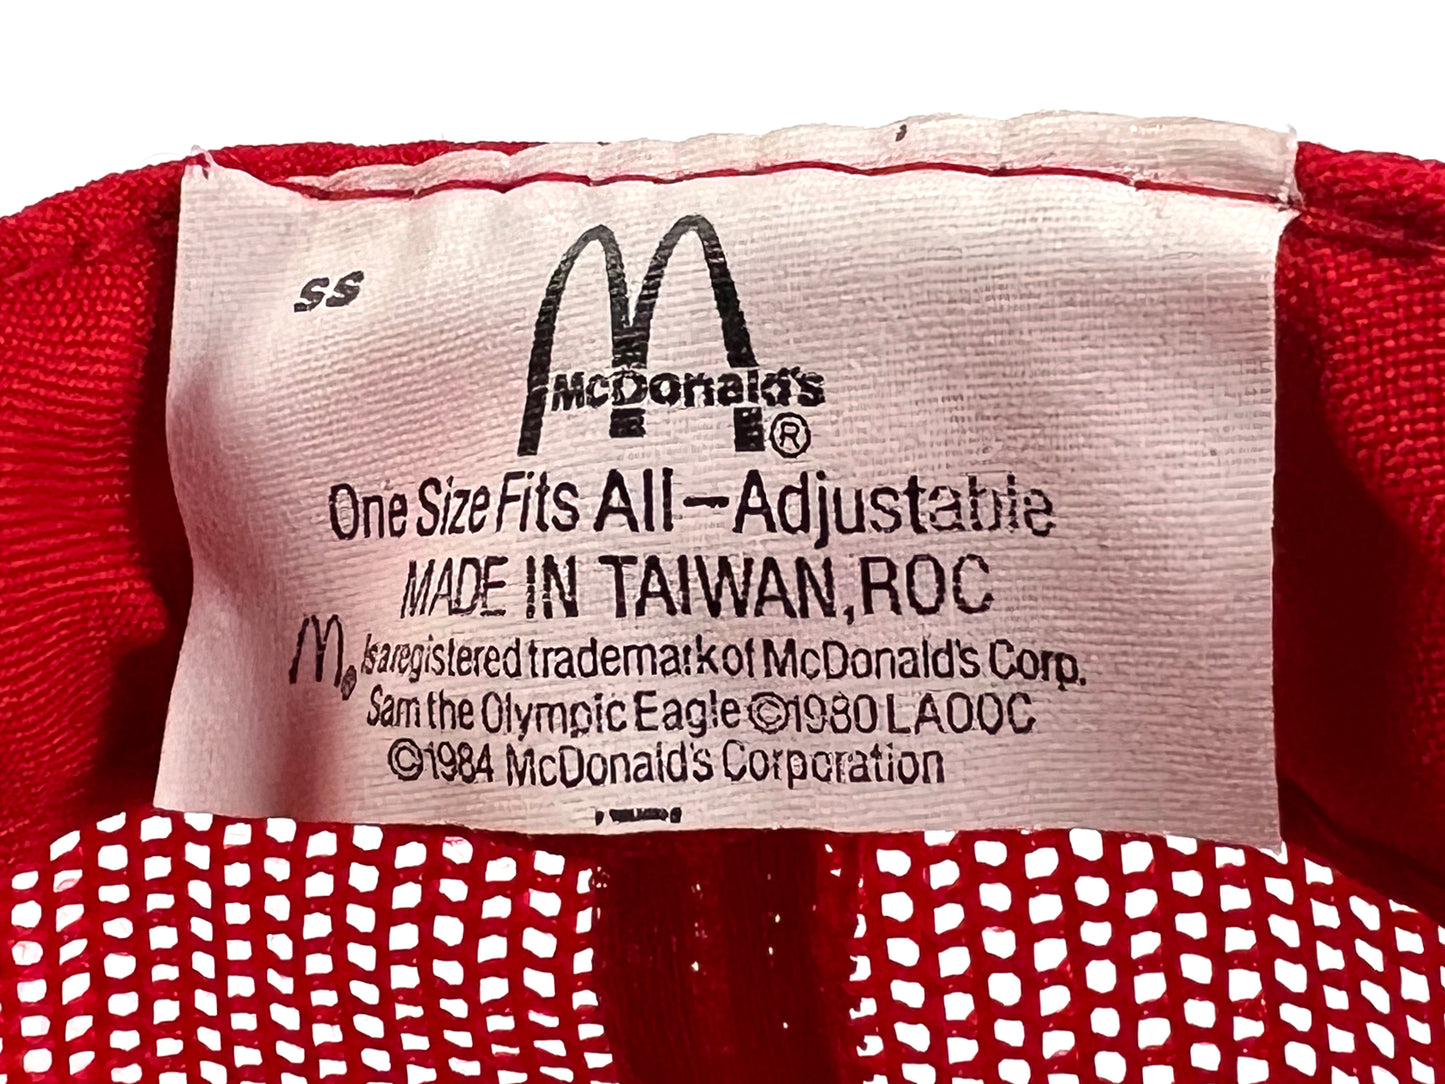 SS
McDonald's
®
One Size Fits All-Adjustable
MADE IN TAIWAN, ROC
M® is a registered trademark of McDonald's Corp.
Sam the Olympic Eagle ©1980 LAOOC
©1984 McDonald's Corporation